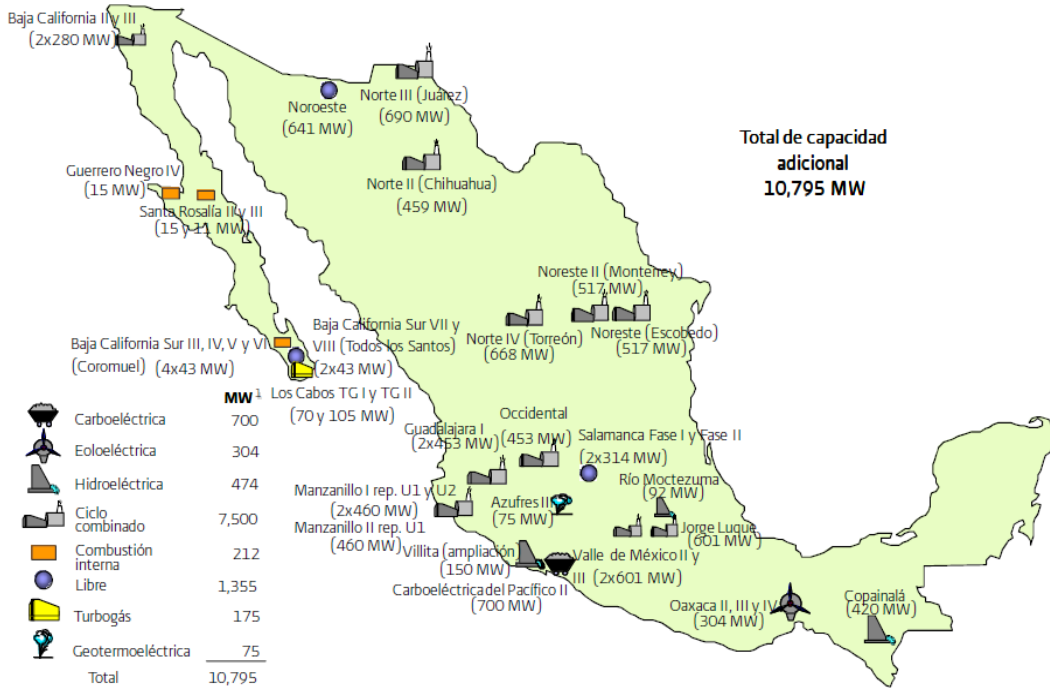 Baja California II y III
(2x280 MW)
Noroeste
(641 MW)
Norte III (Juárez)
(690 MW)
Norte II (Chihuahua)
(459 MW)
Total de capacidad
adicional
10,795 MW
Guerrero Negro IV
(15 MW)
Santa Rosalía II y III
(15 y 11 MW)
Noreste II (Monterrey)
(517 MW)
Norte IV (Torreón)
(668 MW)
Noreste (Escobedo)
(517 MW)
Baja California Sur III, IV, V y VI
(Coromuel) (4x43 MW)
Baja California Sur VII y
VIII (Todos los Santos)
(2x43 MW)
Los Cabos TG I y TG II
(70 y 105 MW)
Occidental
(453 MW)
Guadalajara I
(2x453 MW)
Salamanca Fase I y Fase II
(2x314 MW)
Río Moctezuma
(92 MW)
Manzanillo I rep. U1 y U2
(2x460 MW)
Manzanillo II rep. U1
(460 MW)
Azufres II
(75 MW)
Jorge Luque
(601 MW)
Villita (ampliación)
(150 MW)
Valle de México II y
III (2x601 MW)
Carboeléctrica del Pacífico II
(700 MW)
Oaxaca II, III y IV
(304 MW)
Copainalá
(420 MW)
MW 1
Carboeléctrica 700
Eoloeléctrica 304
Hidroeléctrica 474
Ciclo
combinado 7,500
Combustión
interna 212
Libre 1,355
Turbogás 175
Geotermoeléctrica 75
Total 10,795